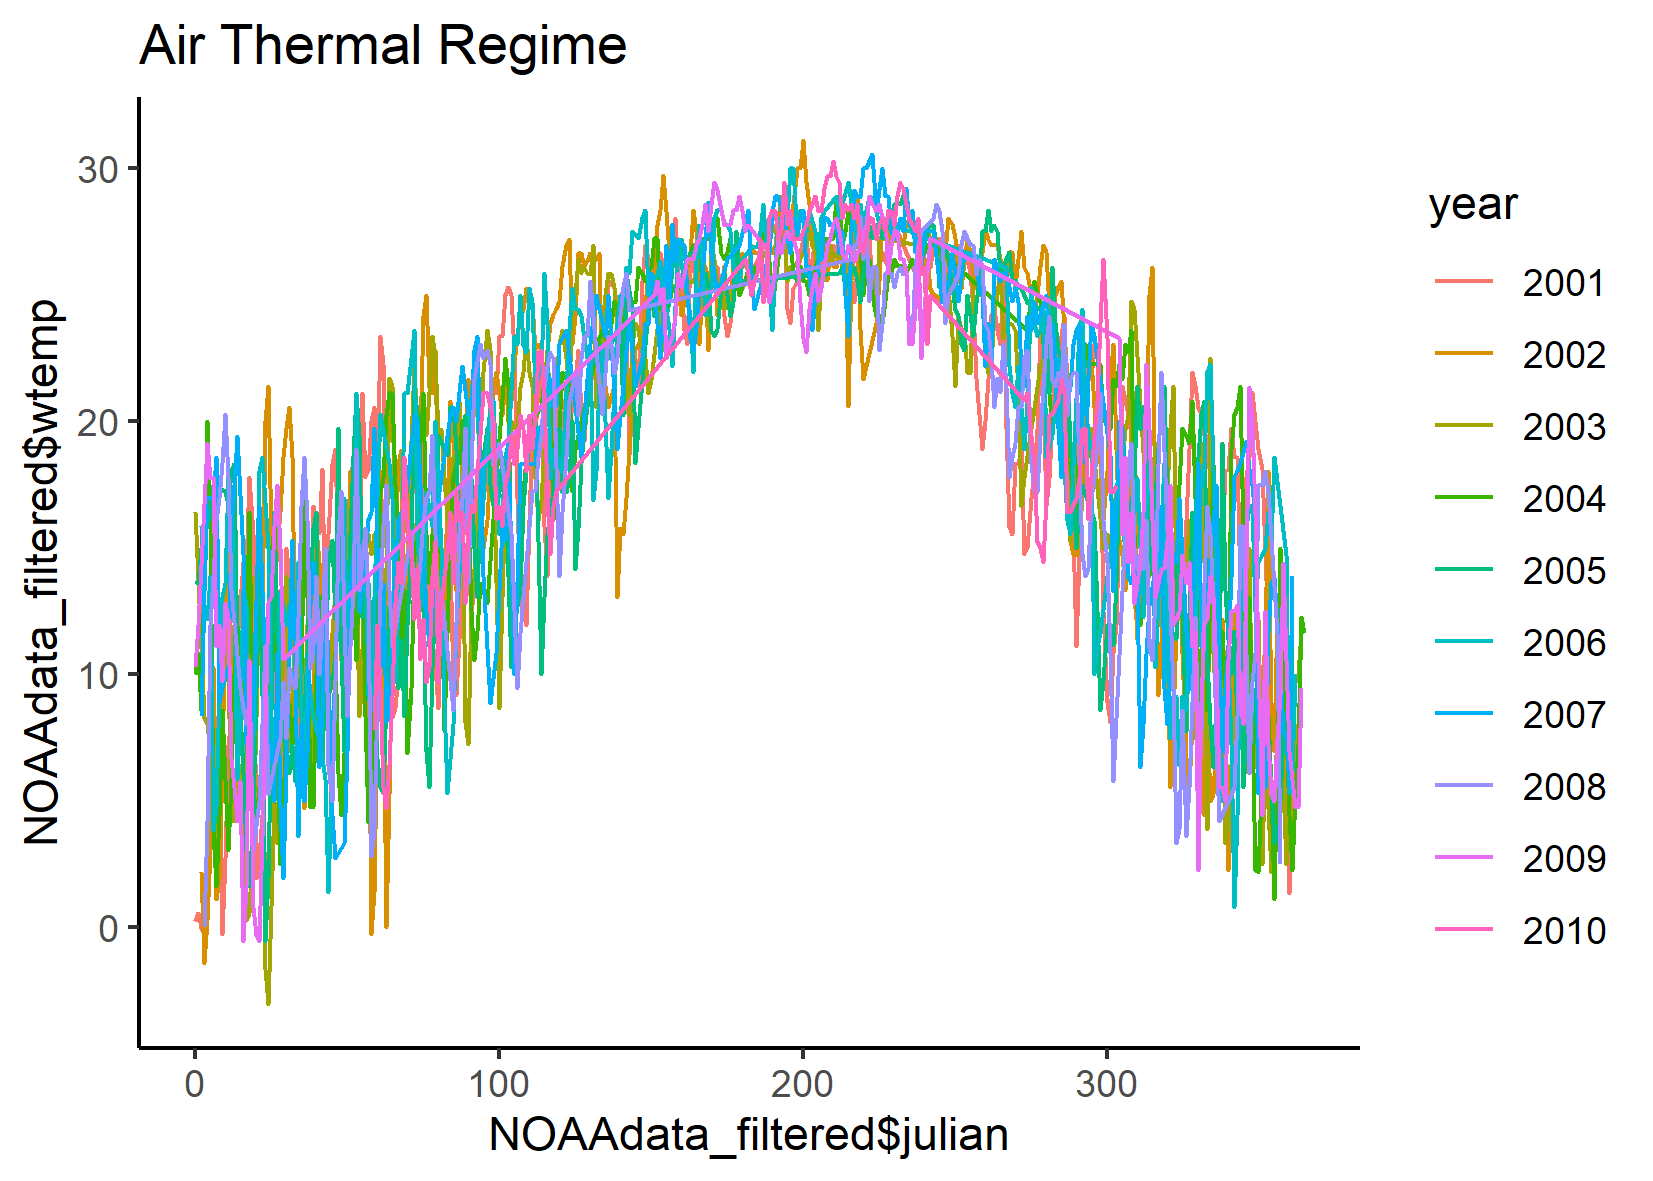 Air Thermal Regime
NOAAdata_filtered$wtemp
30
20
10
0
0 100 200 300
NOAAdata_filtered$julian
year
2001
2002
2003
2004
2005
2006
2007
2008
2009
2010